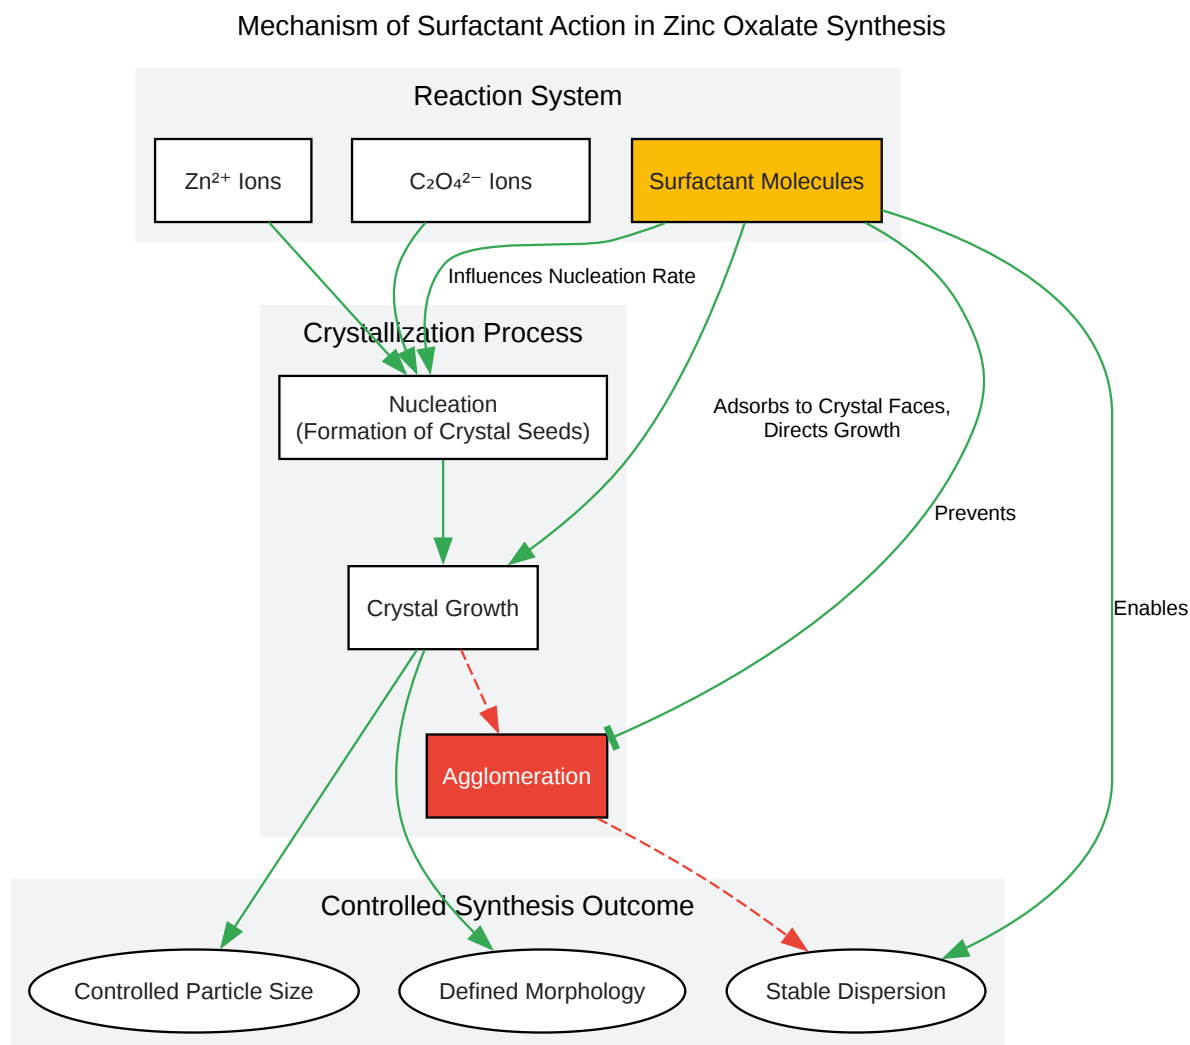 Mechanism of Surfactant Action in Zinc Oxalate Synthesis
Reaction System
Zn²⁺ Ions
C₂O₄²⁻ Ions
Surfactant Molecules
Influences Nucleation Rate
Crystallization Process
Nucleation
(Formation of Crystal Seeds)
Adsorbs to Crystal Faces,
Directs Growth
Prevents
Crystal Growth
Enables
Agglomeration
Controlled Synthesis Outcome
Controlled Particle Size
Defined Morphology
Stable Dispersion